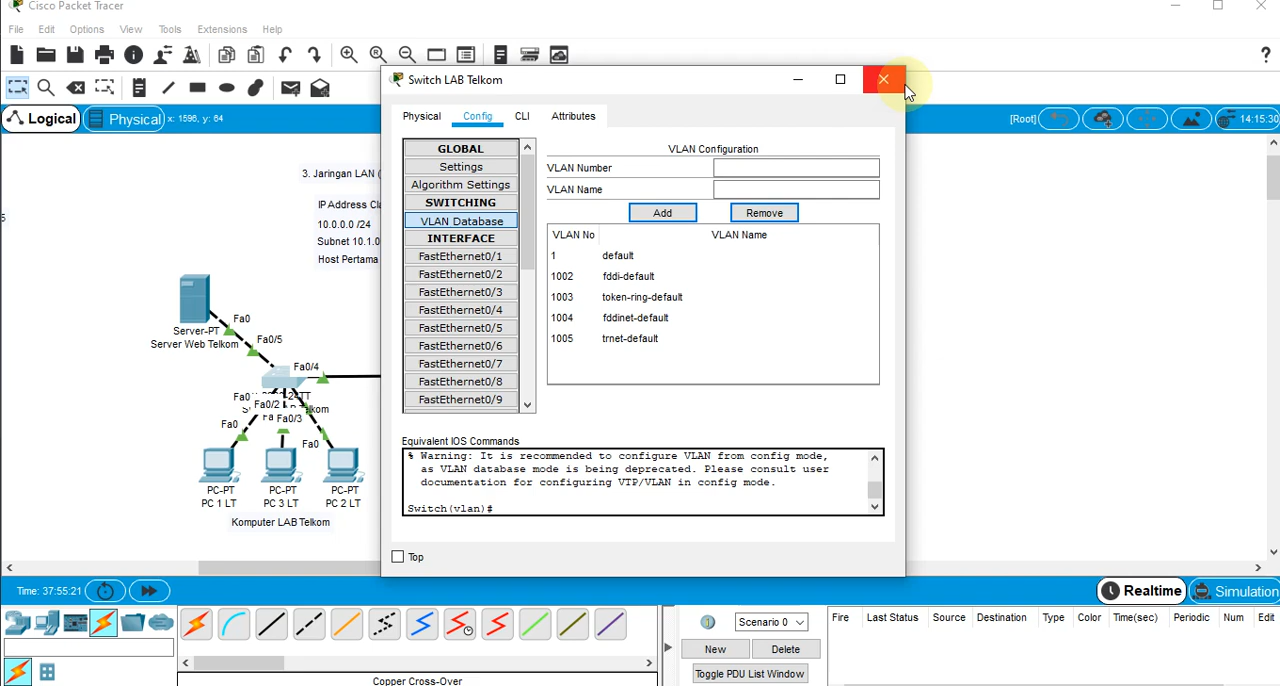 Cisco Packet Tracer
File Edit Options View Tools Extensions Help
?
Logical Physical x: 1596, y: 64
[Root] 14:15:30
Switch LAB Telkom
Physical Config CLI Attributes
GLOBAL
Settings
Algorithm Settings
SWITCHING
VLAN Database
INTERFACE
FastEthernet0/1
FastEthernet0/2
FastEthernet0/3
FastEthernet0/4
FastEthernet0/5
FastEthernet0/6
FastEthernet0/7
FastEthernet0/8
FastEthernet0/9
VLAN Configuration
VLAN Number
VLAN Name
Add Remove
VLAN No VLAN Name
1 default
1002 fddi-default
1003 token-ring-default
1004 fddinet-default
1005 trnet-default
Equivalent IOS Commands
% Warning: It is recommended to configure VLAN from config mode,
as VLAN database mode is being deprecated. Please consult user
documentation for configuring VTP/VLAN in config mode.
Switch(vlan)#
Top
3. Jaringan LAN (
IP Address Cla
10.0.0.0 /24
Subnet 10.1.0
Host Pertama
5
Fa0
Server-PT
Server Web Telkom
Fa0/5
Fa0/4
24TT
Fa0
Fa0/2
kom
Fa0/3
Fa0
Fa0
PC-PT PC-PT PC-PT
PC 1 LT PC 3 LT PC 2 LT
Komputer LAB Telkom
Time: 37:55:21
Realtime Simulation
Scenario 0
New Delete
Toggle PDU List Window
Fire Last Status Source Destination Type Color Time(sec) Periodic Num Edit
Copper Cross-Over